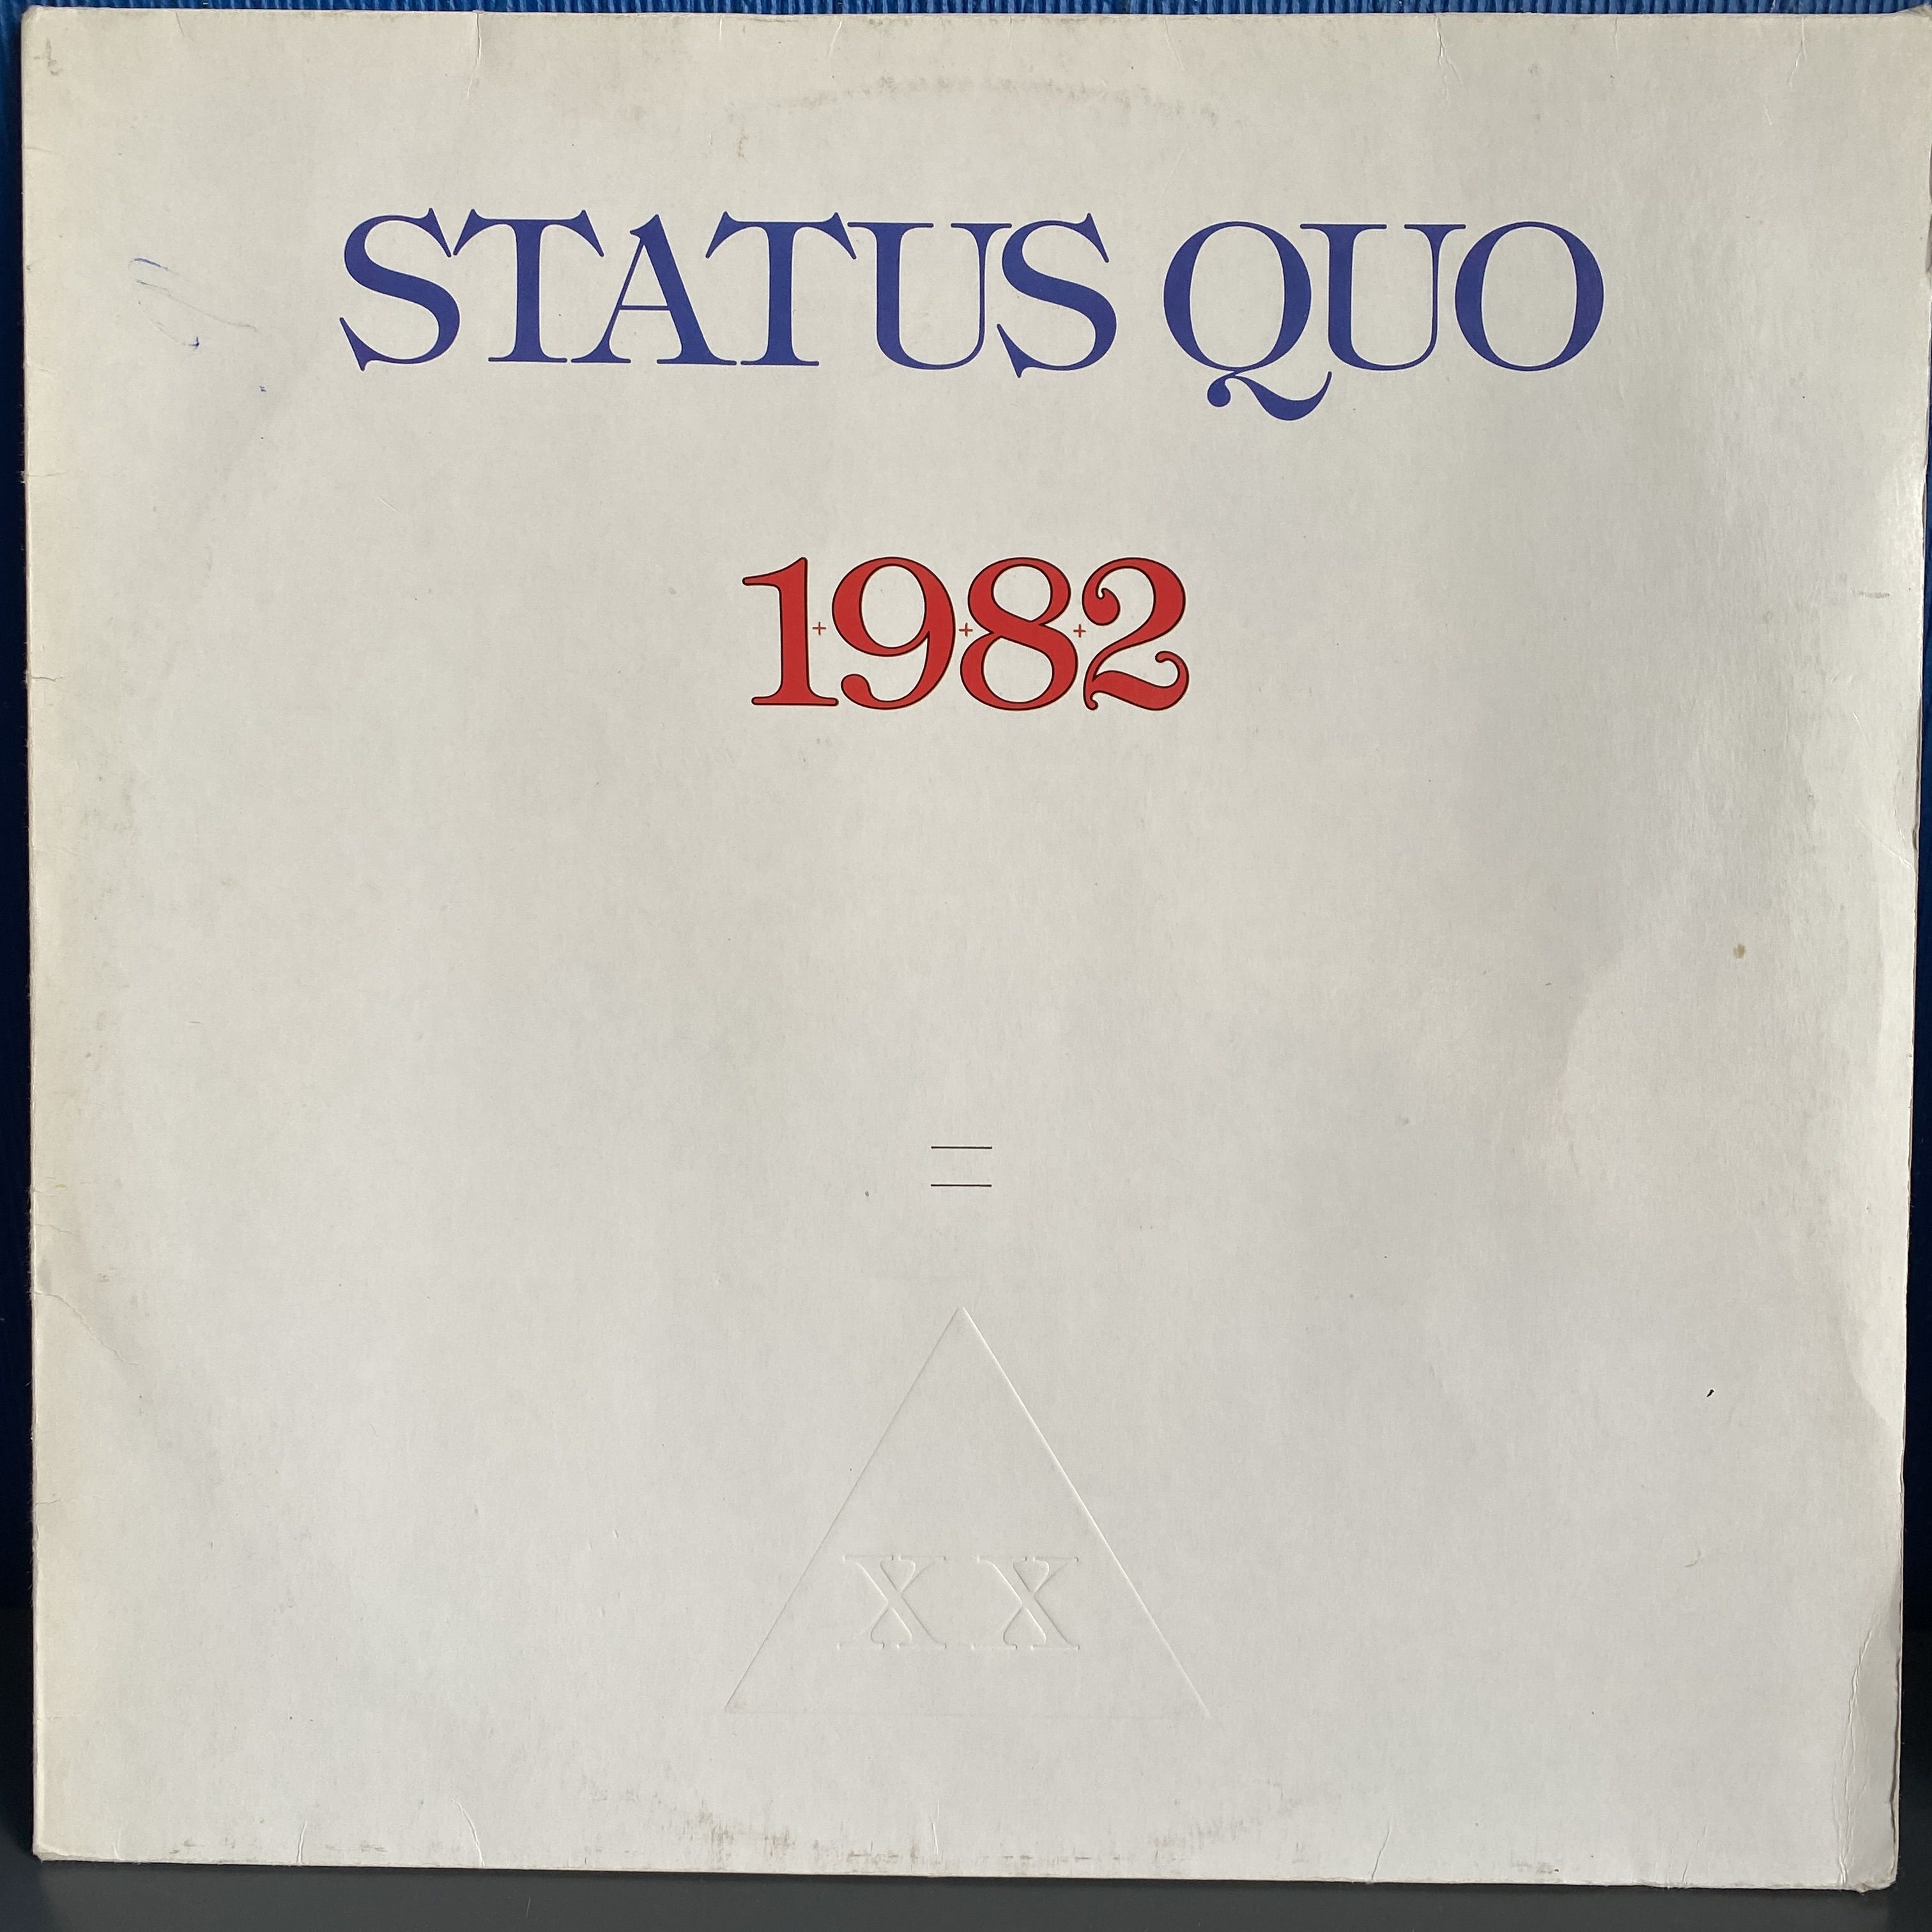 STATUS QUO
1+9+8+2
=
XX